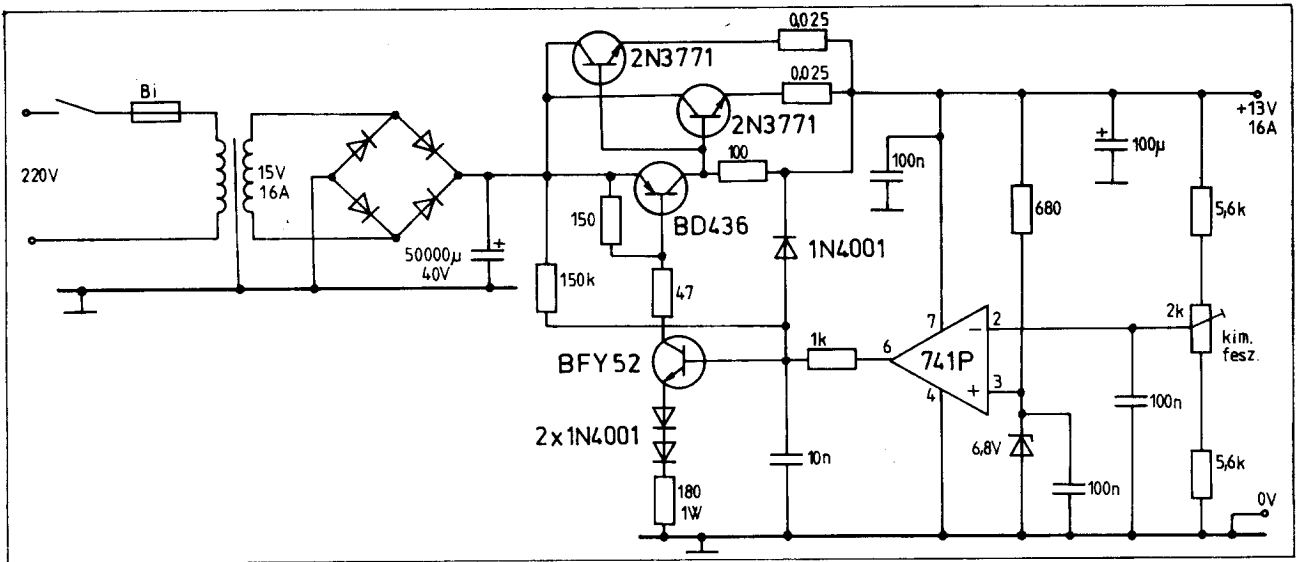 Bi
220V
15V
16A
50000µ
40V
+
2N3771
0,025
2N3771
0,025
100
150
BD436
150k
47
1N4001
BFY52
2x1N4001
180
1W
10n
1k
6
741P
7
4
2
3
−
+
100n
680
6,8V
100n
+
100µ
100n
5,6k
2k
kim.
fesz.
5,6k
+13V
16A
0V